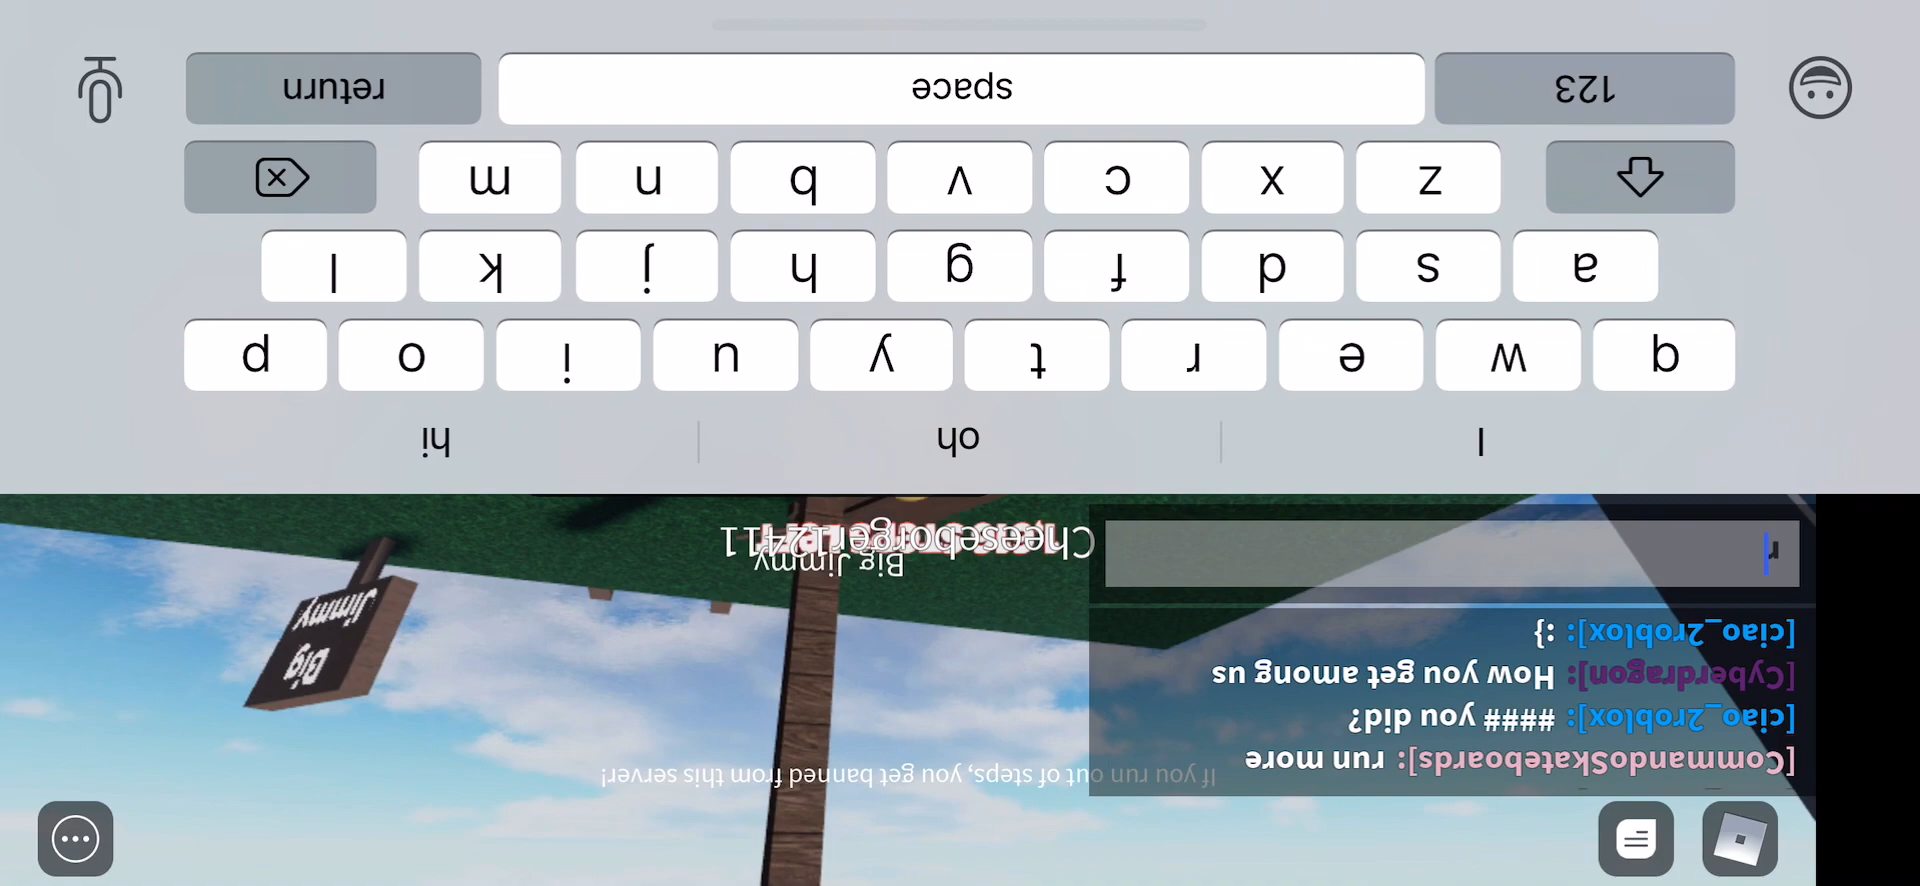 If you run out of steps, you get banned from this server!
[CommandoSkateboards]: run more
[ciao_2roblox]: #### you did?
[Cyberdragon]: How you get among us
[ciao_2roblox]: :}
r
Big
Jimmy
Big Jimmy
Cheeseborger12411
I
oh
hi
q w e r t y u i o p
a s d f g h j k l
z x c v b n m
123
space
return